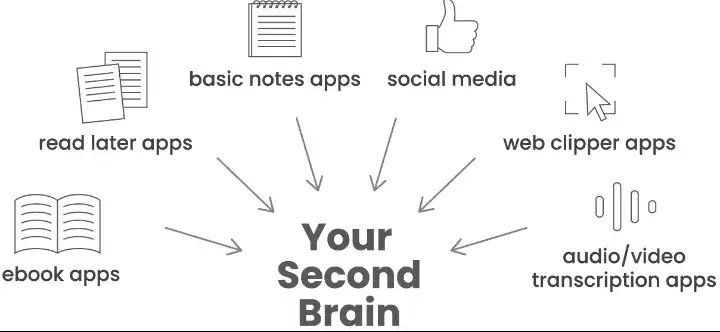 basic notes apps
social media
read later apps
web clipper apps
ebook apps
Your
Second
Brain
audio/video
transcription apps